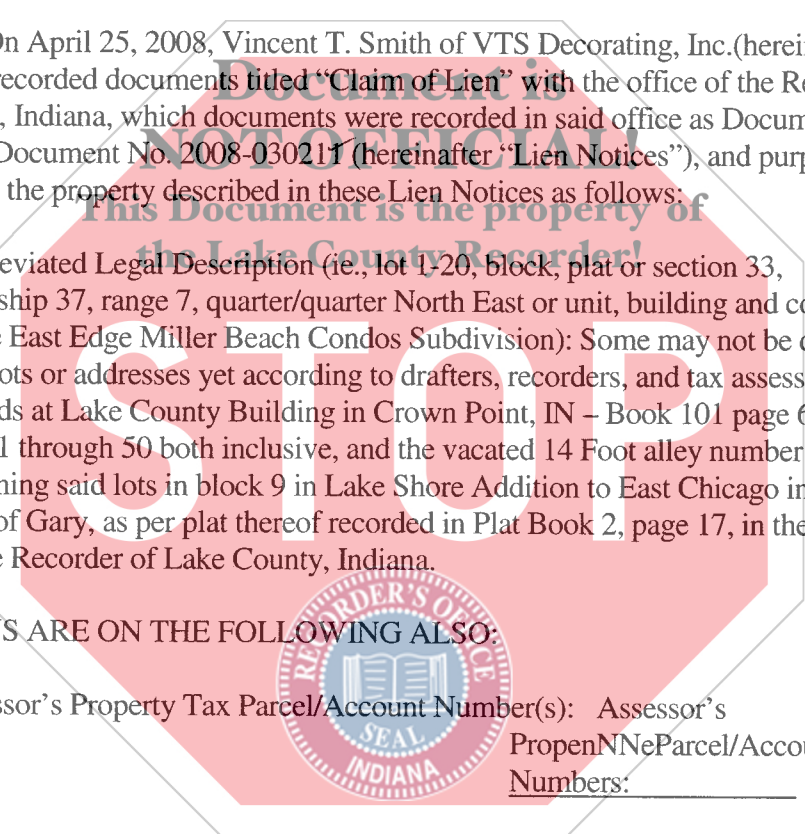 On April 25, 2008, Vincent T. Smith of VTS Decorating, Inc.(herein
recorded documents titled “Claim of Lien” with the office of the Re
, Indiana, which documents were recorded in said office as Docum
Document No. 2008-030211 (hereinafter “Lien Notices”), and purp
the property described in these Lien Notices as follows:
Document is
NOT OFFICIAL!
This Document is the property of
the Lake County Recorder!
eviated Legal Description (ie., lot 1-20, block, plat or section 33,
ship 37, range 7, quarter/quarter North East or unit, building and co
e East Edge Miller Beach Condos Subdivision): Some may not be d
ots or addresses yet according to drafters, recorders, and tax assess
ds at Lake County Building in Crown Point, IN – Book 101 page 6
1 through 50 both inclusive, and the vacated 14 Foot alley number
ning said lots in block 9 in Lake Shore Addition to East Chicago in
of Gary, as per plat thereof recorded in Plat Book 2, page 17, in the
e Recorder of Lake County, Indiana.
STOP
S ARE ON THE FOLLOWING ALSO:
ssor’s Property Tax Parcel/Account Number(s): Assessor’s
PropenNNeParcel/Accou
Numbers:
RECORDER'S OFFICE
SEAL
INDIANA